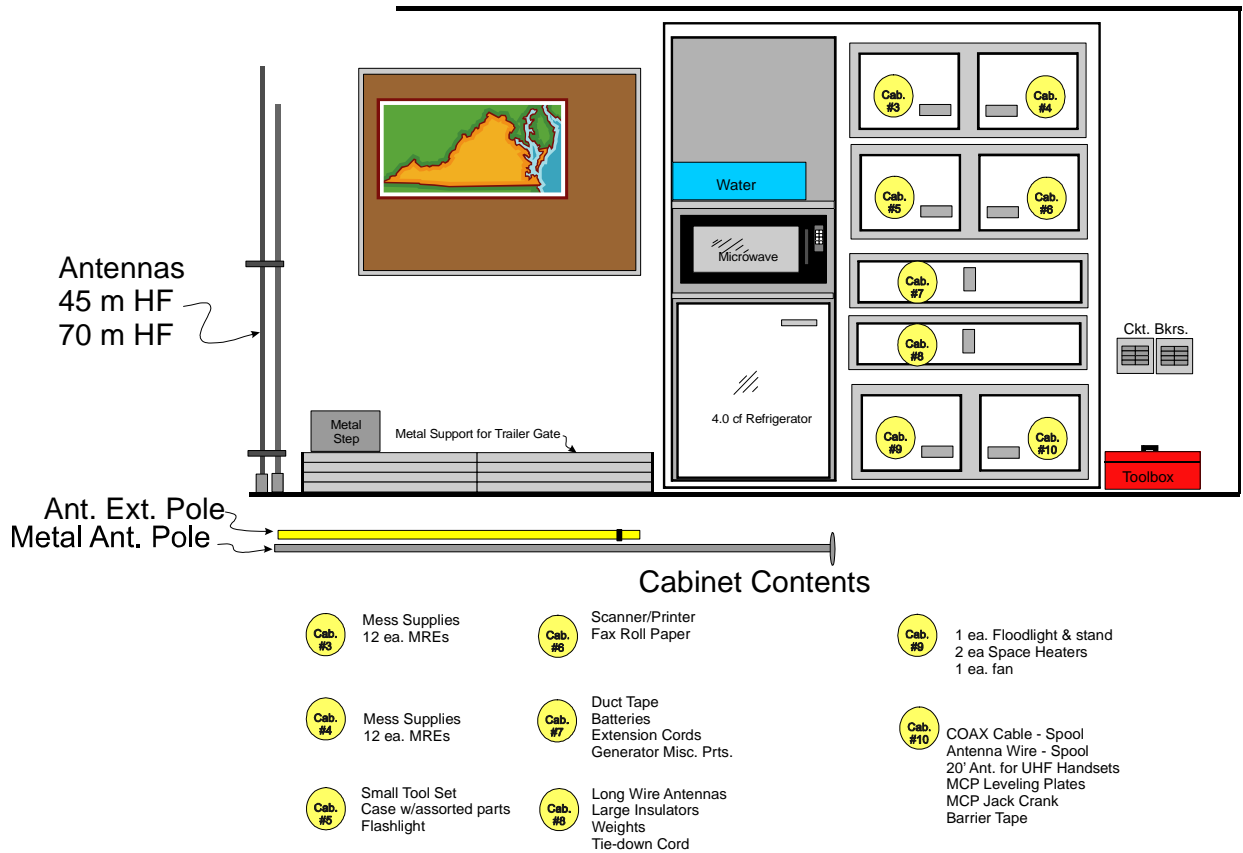 Cab.
#3
Cab.
#4
Water
Cab.
#5
Cab.
#6
Microwave
Antennas
45 m HF
70 m HF
Cab.
#7
Cab.
#8
Ckt. Bkrs.
4.0 cf Refrigerator
Metal
Step
Metal Support for Trailer Gate
Cab.
#9
Cab.
#10
Toolbox
Ant. Ext. Pole
Metal Ant. Pole
Cabinet Contents
Cab.
#3
Mess Supplies
12 ea. MREs
Cab.
#4
Mess Supplies
12 ea. MREs
Cab.
#5
Small Tool Set
Case w/assorted parts
Flashlight
Cab.
#6
Scanner/Printer
Fax Roll Paper
Cab.
#7
Duct Tape
Batteries
Extension Cords
Generator Misc. Prts.
Cab.
#8
Long Wire Antennas
Large Insulators
Weights
Tie-down Cord
Cab.
#9
1 ea. Floodlight & stand
2 ea Space Heaters
1 ea. fan
Cab.
#10
COAX Cable - Spool
Antenna Wire - Spool
20’ Ant. for UHF Handsets
MCP Leveling Plates
MCP Jack Crank
Barrier Tape